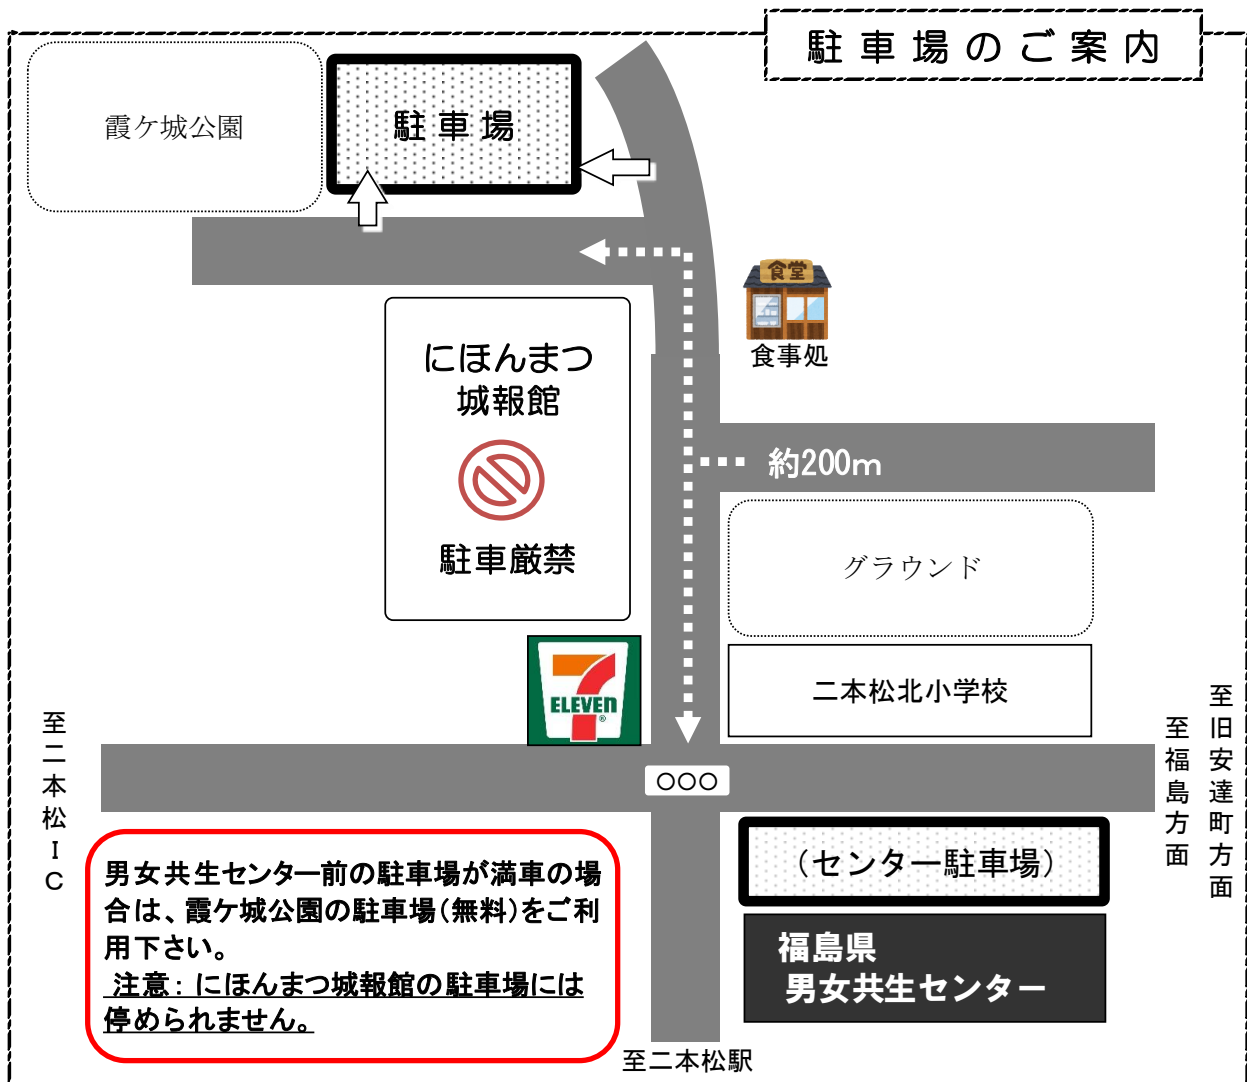 駐車場のご案内
霞ケ城公園
駐車場
食堂
食事処
にほんまつ
城報館
駐車厳禁
約200m
グラウンド
7
ELEVEN
®
二本松北小学校
至二本松IC
至福島方面
至旧安達町方面
(センター駐車場)
福島県
男女共生センター
男女共生センター前の駐車場が満車の場
合は、霞ケ城公園の駐車場(無料)をご利
用下さい。
注意：にほんまつ城報館の駐車場には
停められません。
至二本松駅